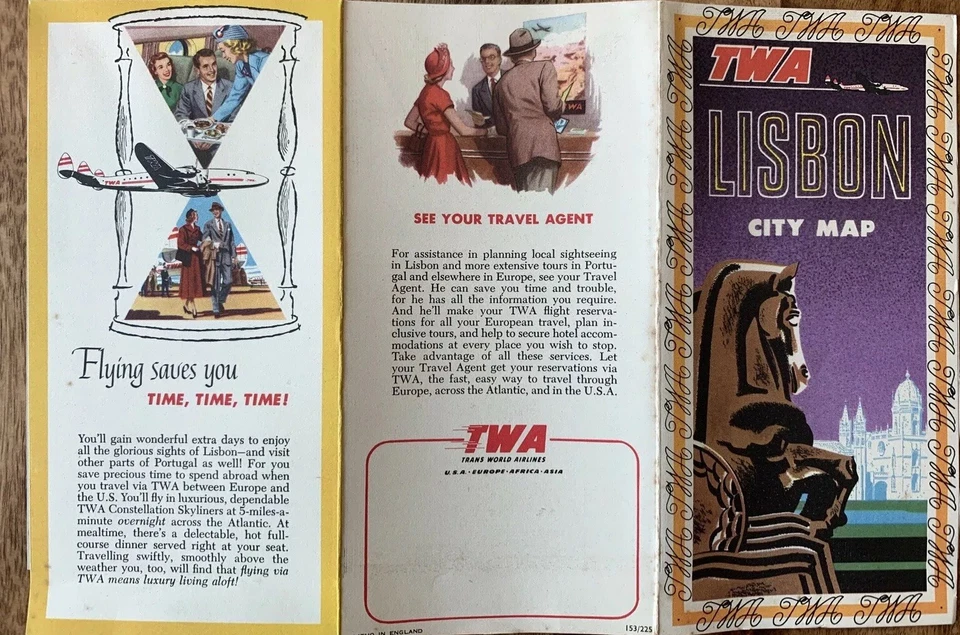 Flying saves you
TIME, TIME, TIME!
You'll gain wonderful extra days to enjoy
all the glorious sights of Lisbon—and visit
other parts of Portugal as well! For you
save precious time to spend abroad when
you travel via TWA between Europe and
the U.S. You'll fly in luxurious, dependable
TWA Constellation Skyliners at 5-miles-a-
minute overnight across the Atlantic. At
mealtime, there's a delectable, hot full-
course dinner served right at your seat.
Travelling swiftly, smoothly above the
weather you, too, will find that flying via
TWA means luxury living aloft!
TWA
TWA
SEE YOUR TRAVEL AGENT
For assistance in planning local sightseeing
in Lisbon and more extensive tours in Portu-
gal and elsewhere in Europe, see your Travel
Agent. He can save you time and trouble,
for he has all the information you require.
And he'll make your TWA flight reserva-
tions for all your European travel, plan in-
clusive tours, and help to secure hotel accom-
modations at every place you wish to stop.
Take advantage of all these services. Let
your Travel Agent get your reservations via
TWA, the fast, easy way to travel through
Europe, across the Atlantic, and in the U.S.A.
TWA
TRANS WORLD AIRLINES
U.S.A · EUROPE · AFRICA · ASIA
IN ENGLAND
153/225
TWA TWA TWA
TWA
LISBON
CITY MAP
TWA TWA TWA